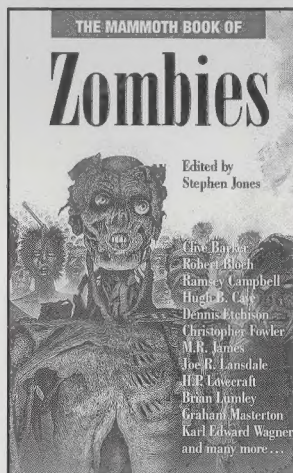 THE MAMMOTH BOOK OF
Zombies
Edited by
Stephen Jones
Clive Barker
Robert Bloch
Ramsey Campbell
Hugh B. Cave
Dennis Etchison
Christopher Fowler
M.R. James
Joe R. Lansdale
H.P. Lovecraft
Brian Lumley
Graham Masterton
Karl Edward Wagner
and many more...